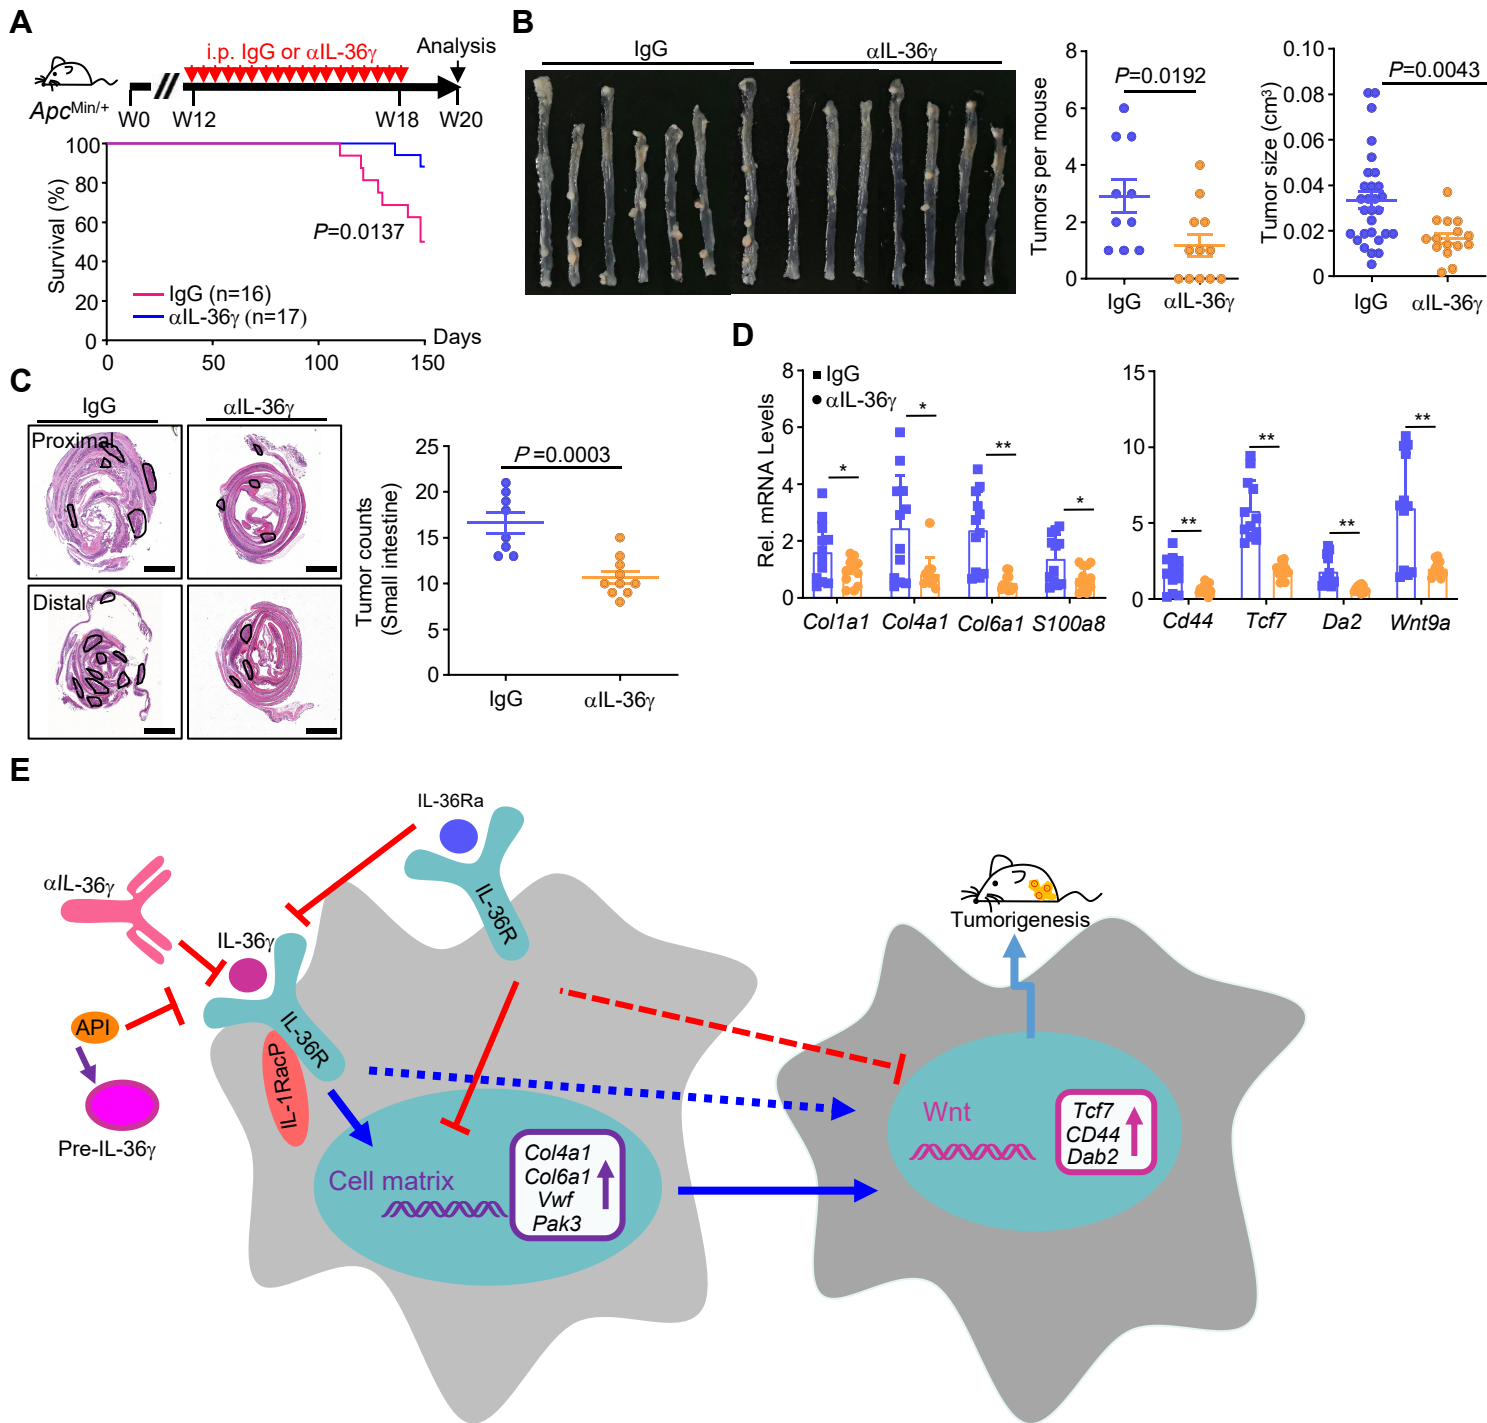 A
i.p. IgG or αIL-36γ
Analysis
Apc^Min/+
W0
W12
W18
W20
Survival (%)
100
80
60
40
20
0
P=0.0137
IgG (n=16)
αIL-36γ (n=17)
0
50
100
150
Days
B
IgG
αIL-36γ
Tumors per mouse
8
6
4
2
0
P=0.0192
IgG
αIL-36γ
Tumor size (cm³)
0.10
0.08
0.06
0.04
0.02
0
P=0.0043
IgG
αIL-36γ
C
IgG
αIL-36γ
Proximal
Distal
Tumor counts
(Small intestine)
25
20
15
10
5
0
P =0.0003
IgG
αIL-36γ
D
Rel. mRNA Levels
8
6
4
2
0
IgG
αIL-36γ
*
*
**
*
Col1a1
Col4a1
Col6a1
S100a8
15
10
5
0
**
**
**
**
Cd44
Tcf7
Da2
Wnt9a
E
IL-36Ra
IL-36R
αIL-36γ
IL-36γ
IL-36R
IL-1RacP
API
Pre-IL-36γ
Cell matrix
Col4a1
Col6a1
Vwf
Pak3
Tumorigenesis
Wnt
Tcf7
CD44
Dab2